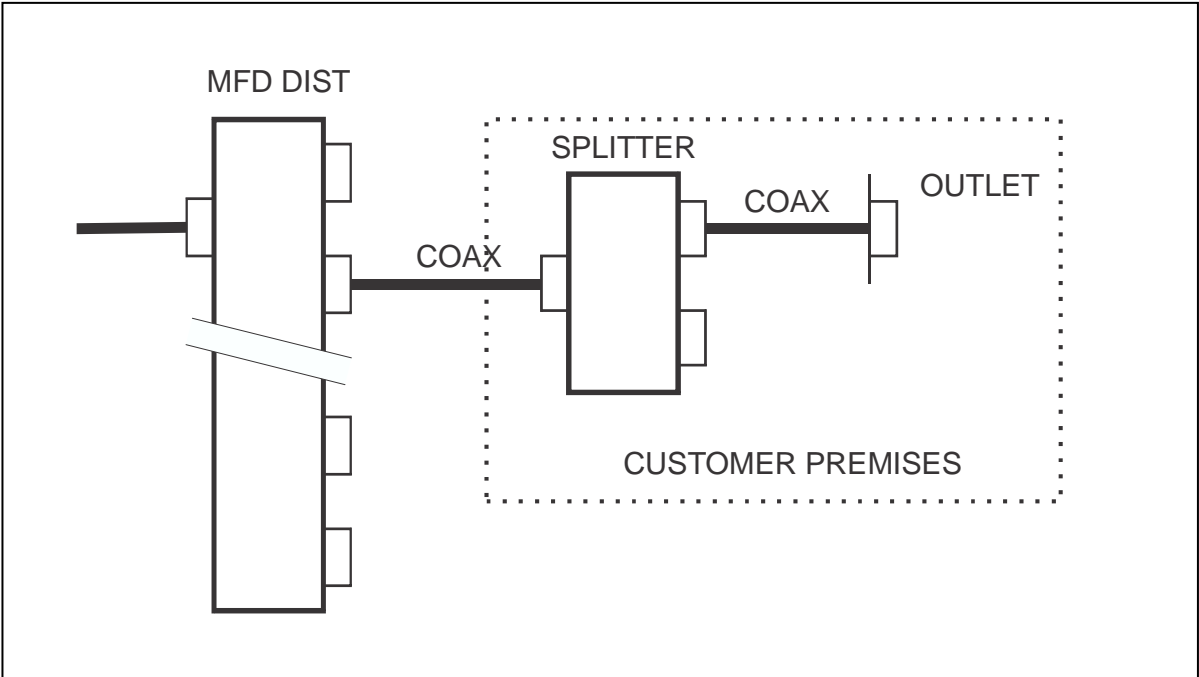 MFD DIST
SPLITTER
COAX
OUTLET
COAX
CUSTOMER PREMISES